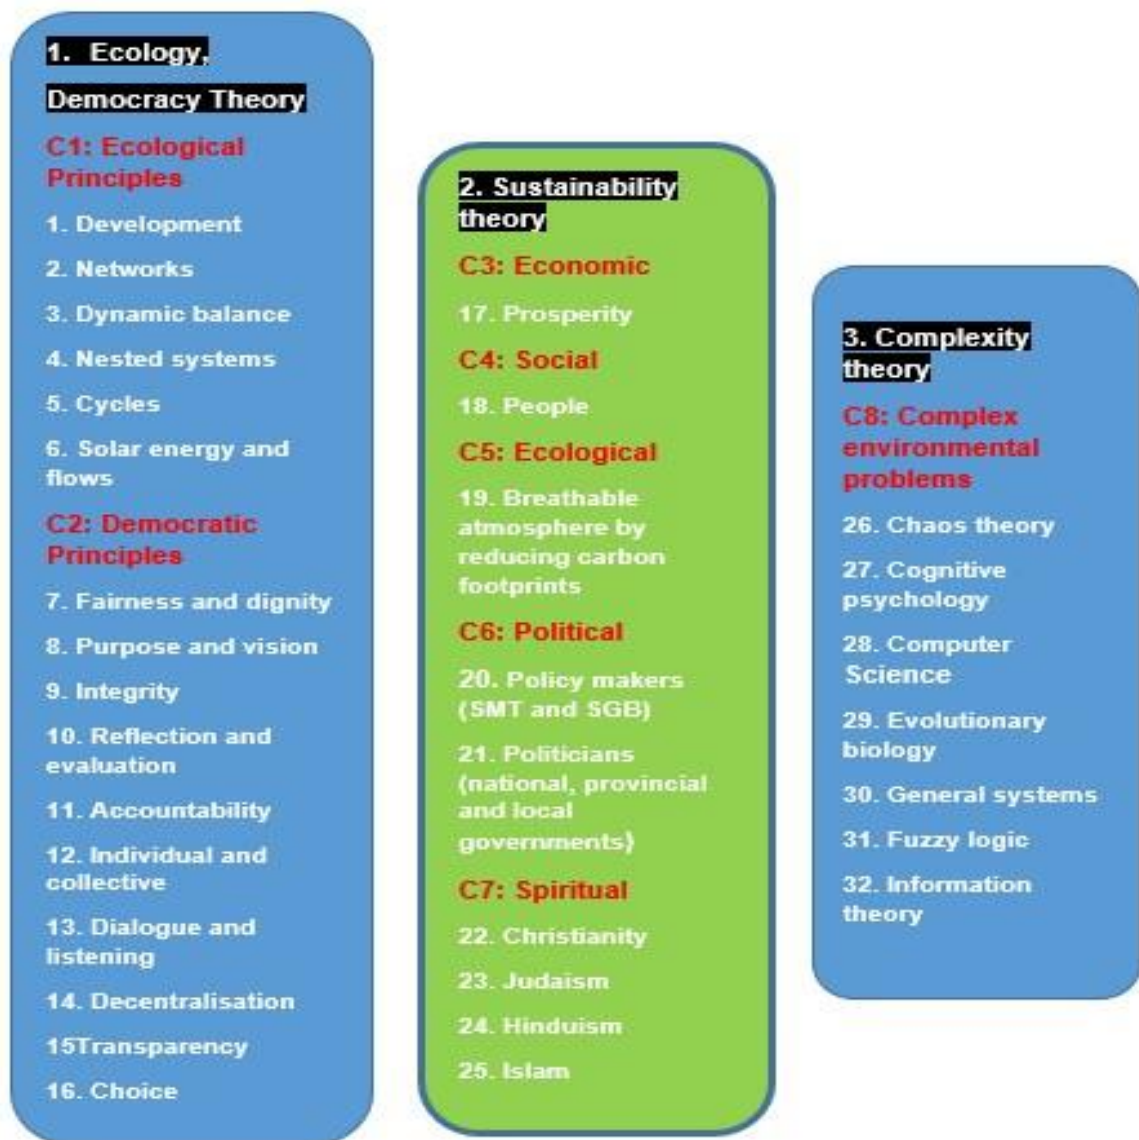 1. Ecology,
Democracy Theory
C1: Ecological
Principles
1. Development
2. Networks
3. Dynamic balance
4. Nested systems
5. Cycles
6. Solar energy and
flows
C2: Democratic
Principles
7. Fairness and dignity
8. Purpose and vision
9. Integrity
10. Reflection and
evaluation
11. Accountability
12. Individual and
collective
13. Dialogue and
listening
14. Decentralisation
15Transparency
16. Choice
2. Sustainability
theory
C3: Economic
17. Prosperity
C4: Social
18. People
C5: Ecological
19. Breathable
atmosphere by
reducing carbon
footprints
C6: Political
20. Policy makers
(SMT and SGB)
21. Politicians
(national, provincial
and local
governments)
C7: Spiritual
22. Christianity
23. Judaism
24. Hinduism
25. Islam
3. Complexity
theory
C8: Complex
environmental
problems
26. Chaos theory
27. Cognitive
psychology
28. Computer
Science
29. Evolutionary
biology
30. General systems
31. Fuzzy logic
32. Information
theory